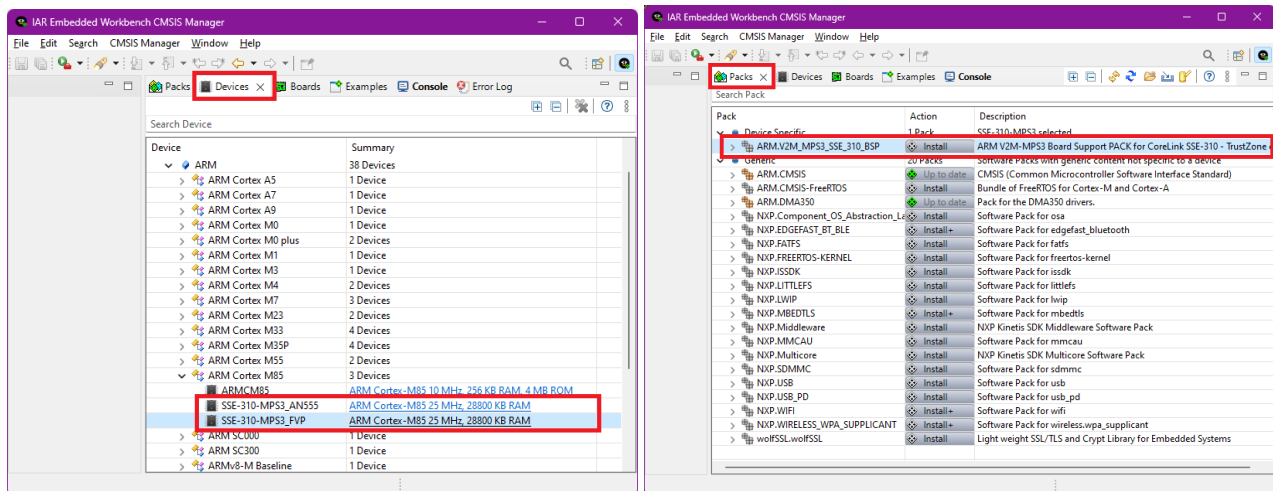 IAR Embedded Workbench CMSIS Manager
File Edit Search CMSIS Manager Window Help
Packs Devices Boards Examples Console Error Log
Search Device
Device Summary
ARM 38 Devices
ARM Cortex A5 1 Device
ARM Cortex A7 1 Device
ARM Cortex A9 1 Device
ARM Cortex M0 1 Device
ARM Cortex M0 plus 2 Devices
ARM Cortex M1 1 Device
ARM Cortex M3 1 Device
ARM Cortex M4 2 Devices
ARM Cortex M7 3 Devices
ARM Cortex M23 2 Devices
ARM Cortex M33 4 Devices
ARM Cortex M35P 4 Devices
ARM Cortex M55 2 Devices
ARM Cortex M85 3 Devices
ARMCM85 ARM Cortex-M85 10 MHz, 256 KB RAM, 4 MB ROM
SSE-310-MPS3_AN555 ARM Cortex-M85 25 MHz, 28800 KB RAM
SSE-310-MPS3_FVP ARM Cortex-M85 25 MHz, 28800 KB RAM
ARM SC000 1 Device
ARM SC300 1 Device
ARMv8-M Baseline 1 Device
IAR Embedded Workbench CMSIS Manager
File Edit Search CMSIS Manager Window Help
Packs Devices Boards Examples Console
Search Pack
Pack Action Description
Device Specific 1 Pack SSE-310-MPS3 selected
ARM.V2M_MPS3_SSE_310_BSP Install ARM V2M-MPS3 Board Support PACK for CoreLink SSE-310 - TrustZone
Generic 20 Packs Software Packs with generic content not specific to a device
ARM.CMSIS Up to date CMSIS (Common Microcontroller Software Interface Standard)
ARM.CMSIS-FreeRTOS Install Bundle of FreeRTOS for Cortex-M and Cortex-A
ARM.DMA350 Up to date Pack for the DMA350 drivers.
NXP.Component_OS_Abstraction_La Install Software Pack for osa
NXP.EDGEFAST_BT_BLE Install+ Software Pack for edgefast_bluetooth
NXP.FATFS Install Software Pack for fatfs
NXP.FREERTOS-KERNEL Install Software Pack for freertos-kernel
NXP.ISSDK Install Software Pack for issdk
NXP.LITTLEFS Install Software Pack for littlefs
NXP.LWIP Install Software Pack for lwip
NXP.MBEDTLS Install+ Software Pack for mbedtls
NXP.Middleware Install NXP Kinetis SDK Middleware Software Pack
NXP.MMCAU Install Software Pack for mmcau
NXP.Multicore Install NXP Kinetis SDK Multicore Software Pack
NXP.SDMMC Install Software Pack for sdmmc
NXP.USB Install Software Pack for usb
NXP.USB_PD Install Software Pack for usb_pd
NXP.WIFI Install+ Software Pack for wifi
NXP.WIRELESS_WPA_SUPPLICANT Install+ Software Pack for wireless.wpa_supplicant
wolfSSL.wolfSSL Install Light weight SSL/TLS and Crypt Library for Embedded Systems